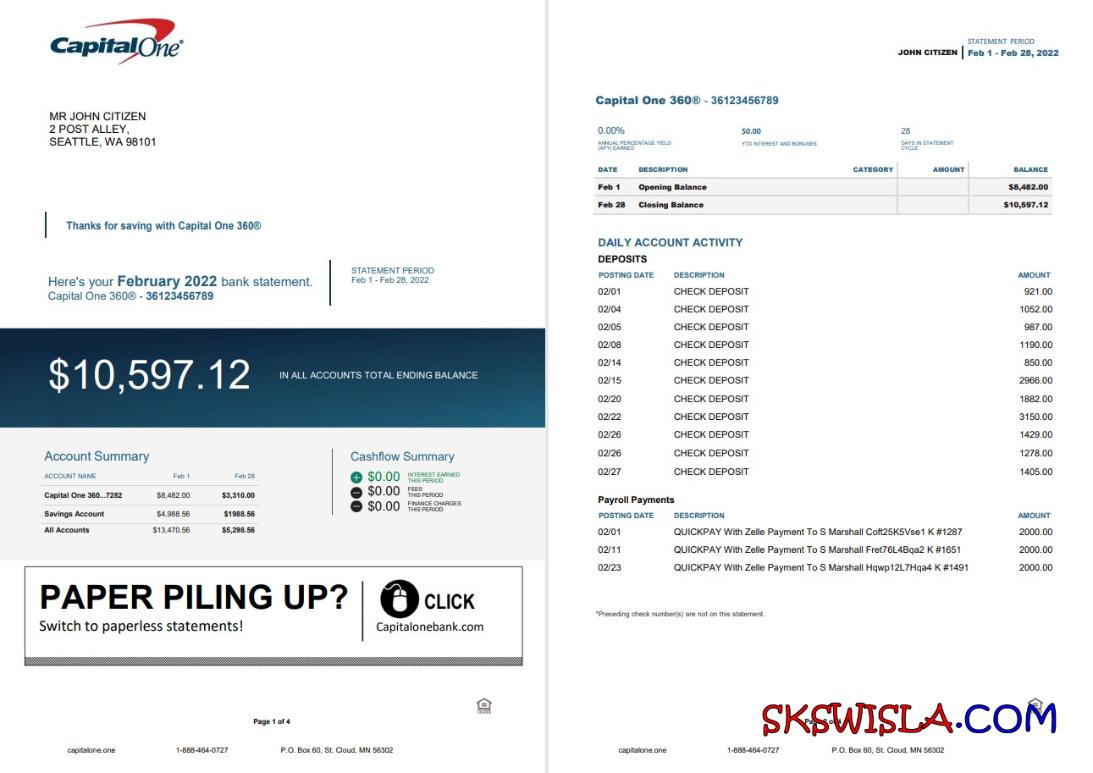 CapitalOne®
MR JOHN CITIZEN
2 POST ALLEY,
SEATTLE, WA 98101
Thanks for saving with Capital One 360®
Here's your February 2022 bank statement.
Capital One 360® - 36123456789
STATEMENT PERIOD
Feb 1 - Feb 28, 2022
$10,597.12 IN ALL ACCOUNTS TOTAL ENDING BALANCE
Account Summary
ACCOUNT NAME Feb 1 Feb 28
Capital One 360...7282 $8,482.00 $3,310.00
Savings Account $4,988.56 $1988.56
All Accounts $13,470.56 $5,298.56
Cashflow Summary
+ $0.00 INTEREST EARNED THIS PERIOD
− $0.00 FEES THIS PERIOD
− $0.00 FINANCE CHARGES THIS PERIOD
PAPER PILING UP?
Switch to paperless statements!
CLICK
Capitalonebank.com
Page 1 of 4
capitalone.one 1-888-464-0727 P.O. Box 60, St. Cloud, MN 56302
STATEMENT PERIOD
JOHN CITIZEN Feb 1 - Feb 28, 2022
Capital One 360® - 36123456789
0.00% $0.00 28
ANNUAL PERCENTAGE YIELD (APY) EARNED
YTD INTEREST AND BONUSES
DAYS IN STATEMENT CYCLE
DATE DESCRIPTION CATEGORY AMOUNT BALANCE
Feb 1 Opening Balance $8,482.00
Feb 28 Closing Balance $10,597.12
DAILY ACCOUNT ACTIVITY
DEPOSITS
POSTING DATE DESCRIPTION AMOUNT
02/01 CHECK DEPOSIT 921.00
02/04 CHECK DEPOSIT 1052.00
02/05 CHECK DEPOSIT 987.00
02/08 CHECK DEPOSIT 1190.00
02/14 CHECK DEPOSIT 850.00
02/15 CHECK DEPOSIT 2966.00
02/20 CHECK DEPOSIT 1882.00
02/22 CHECK DEPOSIT 3150.00
02/26 CHECK DEPOSIT 1429.00
02/26 CHECK DEPOSIT 1278.00
02/27 CHECK DEPOSIT 1405.00
Payroll Payments
POSTING DATE DESCRIPTION AMOUNT
02/01 QUICKPAY With Zelle Payment To S Marshall Coft25K5Vse1 K #1287 2000.00
02/11 QUICKPAY With Zelle Payment To S Marshall Fret76L4Bqa2 K #1651 2000.00
02/23 QUICKPAY With Zelle Payment To S Marshall Hqwp12L7Hqa4 K #1491 2000.00
*Preceding check number(s) are not on this statement.
SKSWISLA.COM
capitalone.one 1-888-464-0727 P.O. Box 60, St. Cloud, MN 56302